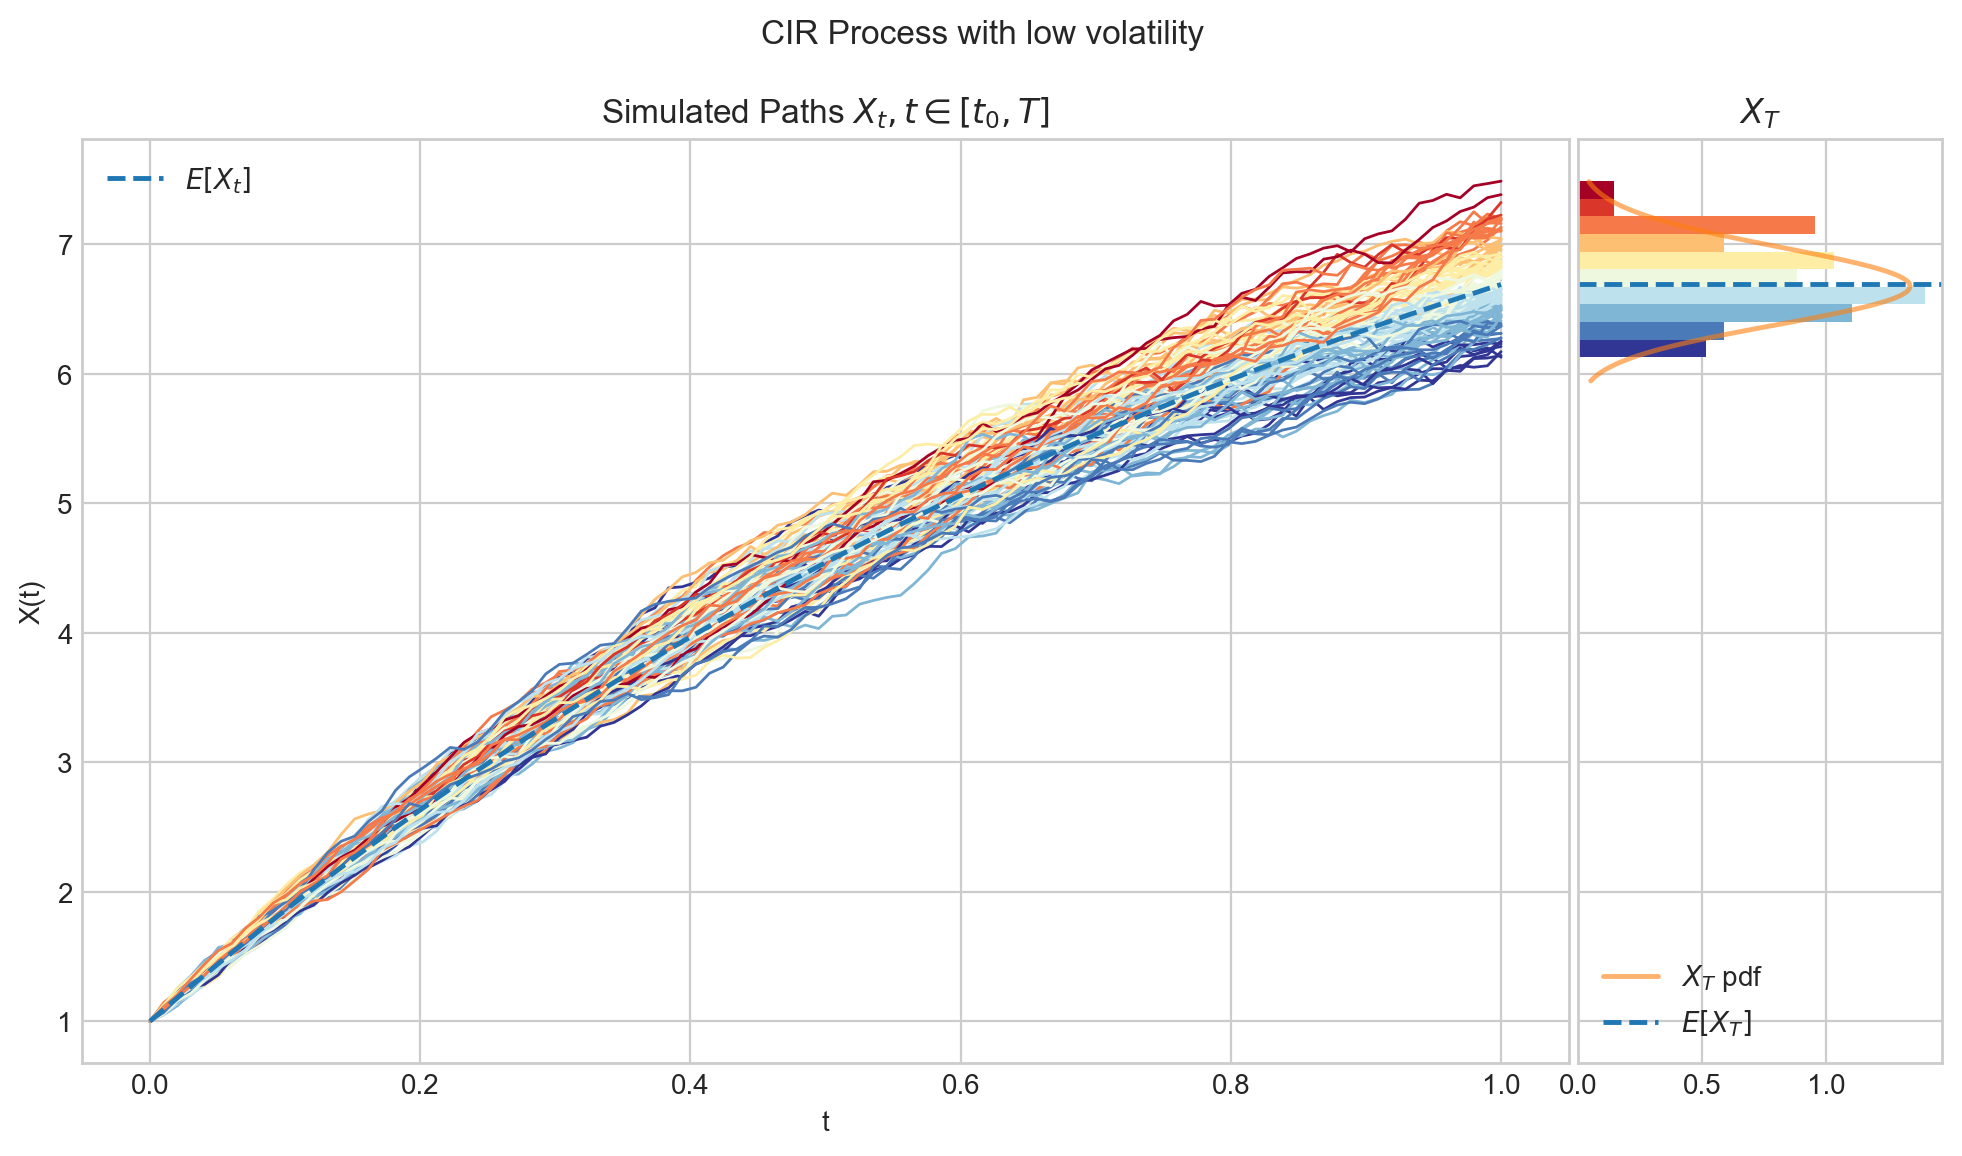 CIR Process with low volatility
Simulated Paths $X_t, t \in [t_0, T]$
$X_T$
$E[X_t]$
7
6
5
4
3
2
1
X(t)
0.0
0.2
0.4
0.6
0.8
1.0
t
$X_T$ pdf
$E[X_T]$
0.0
0.5
1.0